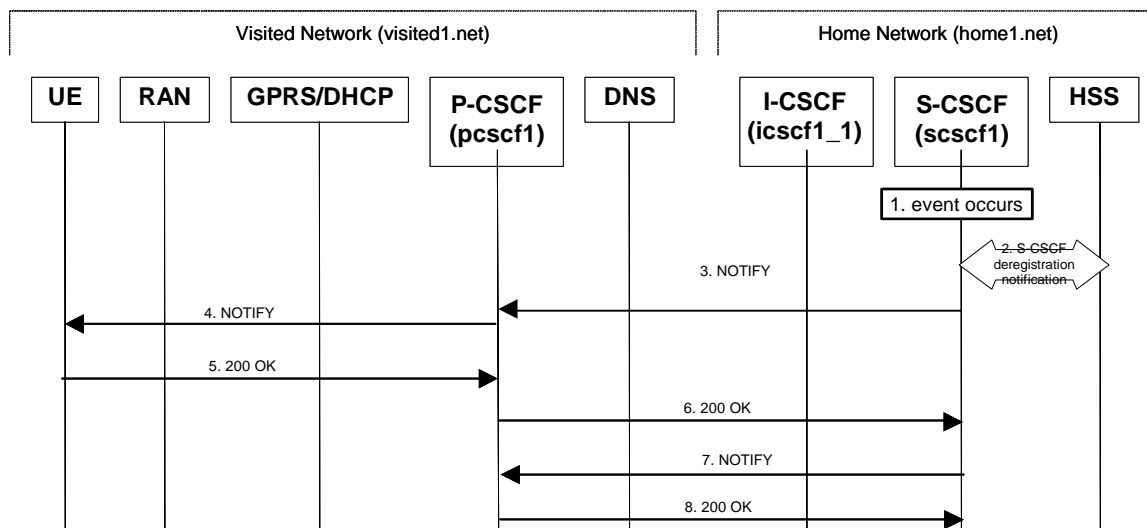 Visited Network (visited1.net)
Home Network (home1.net)
UE
RAN
GPRS/DHCP
P-CSCF
(pcscf1)
DNS
I-CSCF
(icscf1_1)
S-CSCF
(scscf1)
HSS
1. event occurs
2. S-CSCF
deregistration
notification
3. NOTIFY
4. NOTIFY
5. 200 OK
6. 200 OK
7. NOTIFY
8. 200 OK